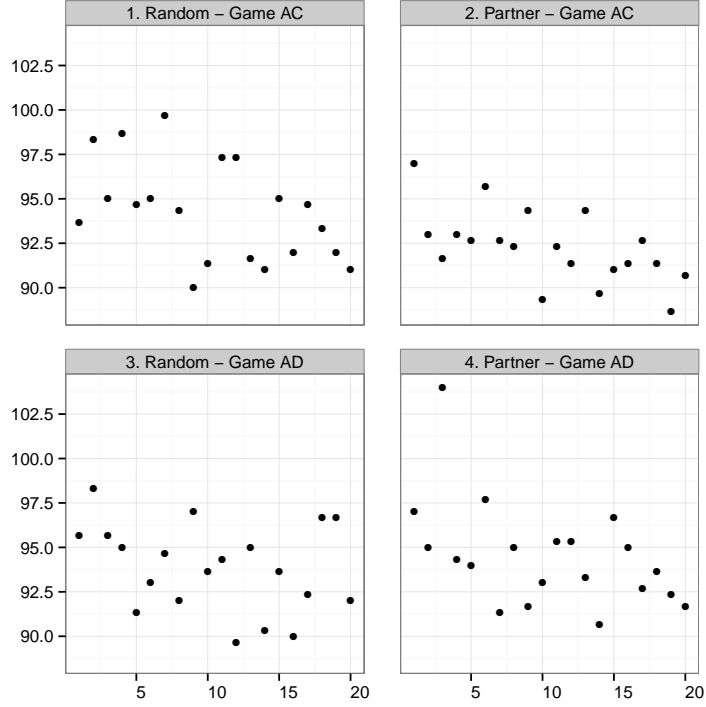 1. Random – Game AC
2. Partner – Game AC
102.5
100.0
97.5
95.0
92.5
90.0
3. Random – Game AD
4. Partner – Game AD
102.5
100.0
97.5
95.0
92.5
90.0
5 10 15 20 5 10 15 20